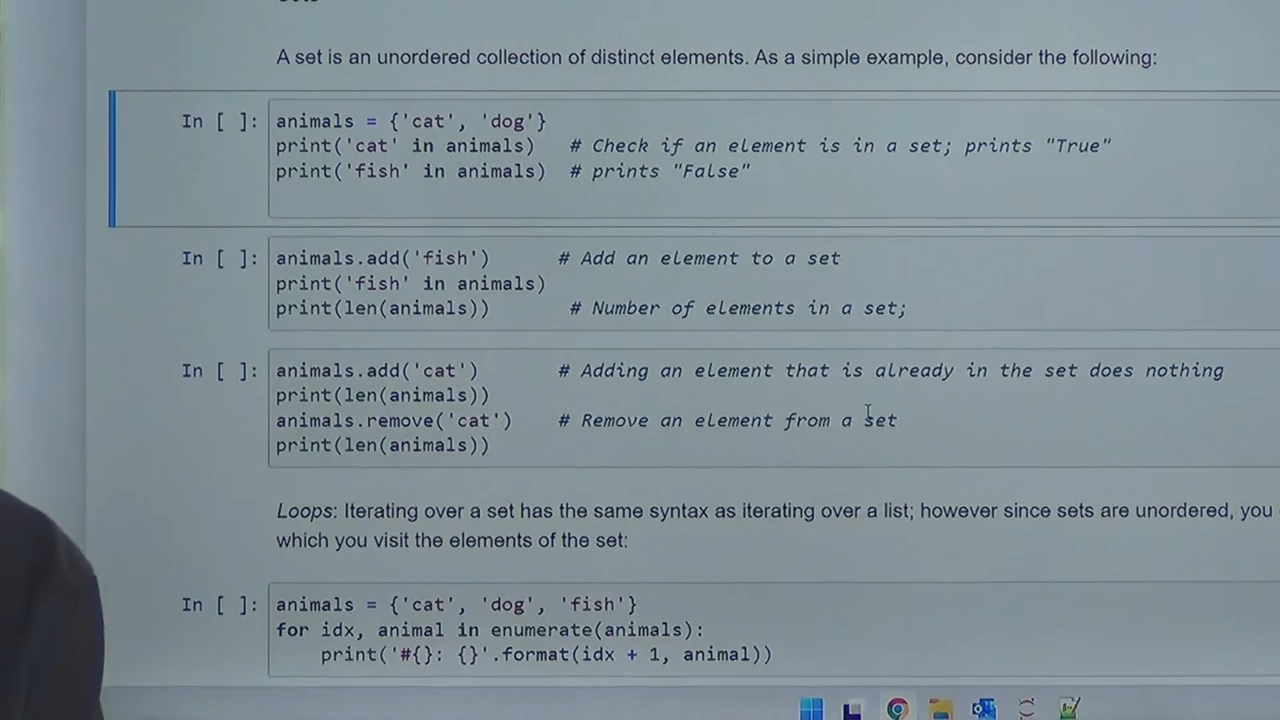 A set is an unordered collection of distinct elements. As a simple example, consider the following:
In [ ]: animals = {'cat', 'dog'}
print('cat' in animals)   # Check if an element is in a set; prints "True"
print('fish' in animals)  # prints "False"
In [ ]: animals.add('fish')      # Add an element to a set
print('fish' in animals)
print(len(animals))       # Number of elements in a set;
In [ ]: animals.add('cat')       # Adding an element that is already in the set does nothing
print(len(animals))
animals.remove('cat')    # Remove an element from a set
print(len(animals))
Loops: Iterating over a set has the same syntax as iterating over a list; however since sets are unordered, you
which you visit the elements of the set:
In [ ]: animals = {'cat', 'dog', 'fish'}
for idx, animal in enumerate(animals):
    print('#{}: {}'.format(idx + 1, animal))